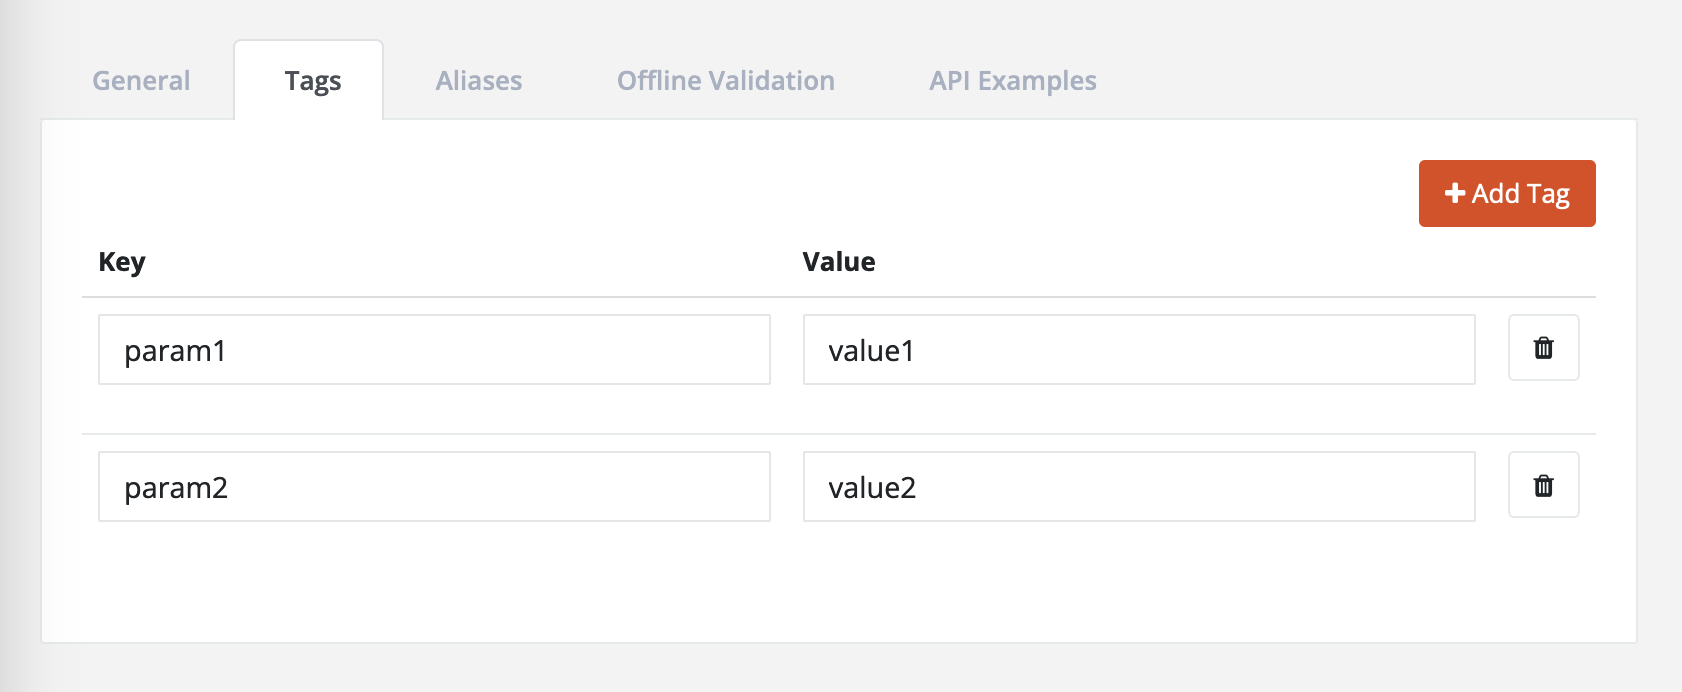 General Tags Aliases Offline Validation API Examples
Add Tag
Key Value
param1 value1
param2 value2